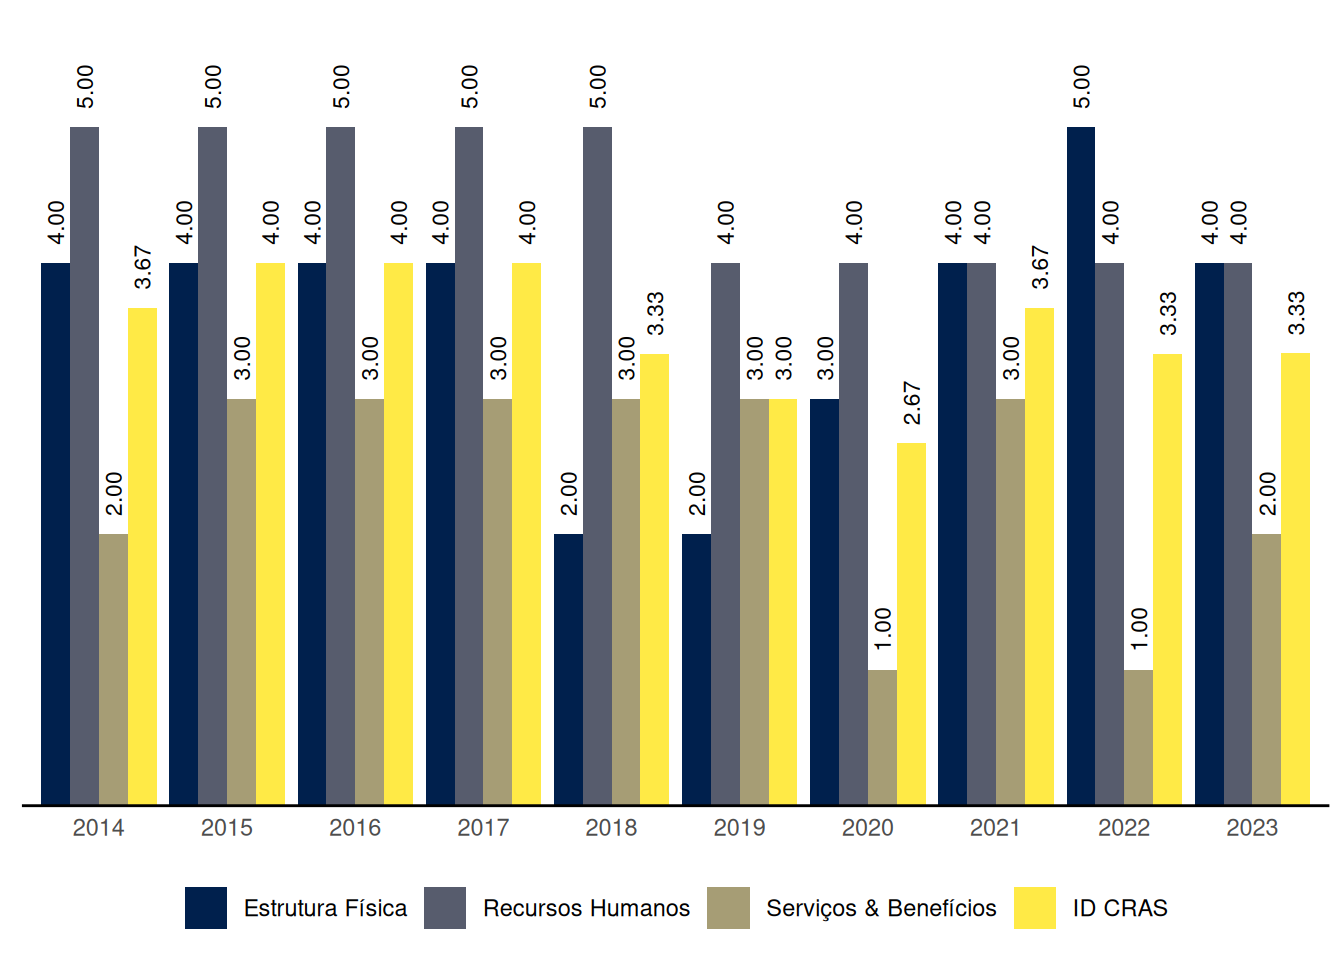 4.00 5.00 2.00 3.67
4.00 5.00 3.00 4.00
4.00 5.00 3.00 4.00
4.00 5.00 3.00 4.00
2.00 5.00 3.00 3.33
2.00 4.00 3.00 3.00
3.00 4.00 1.00 2.67
4.00 4.00 3.00 3.67
5.00 4.00 1.00 3.33
4.00 4.00 2.00 3.33
2014 2015 2016 2017 2018 2019 2020 2021 2022 2023
Estrutura Física Recursos Humanos Serviços & Benefícios ID CRAS